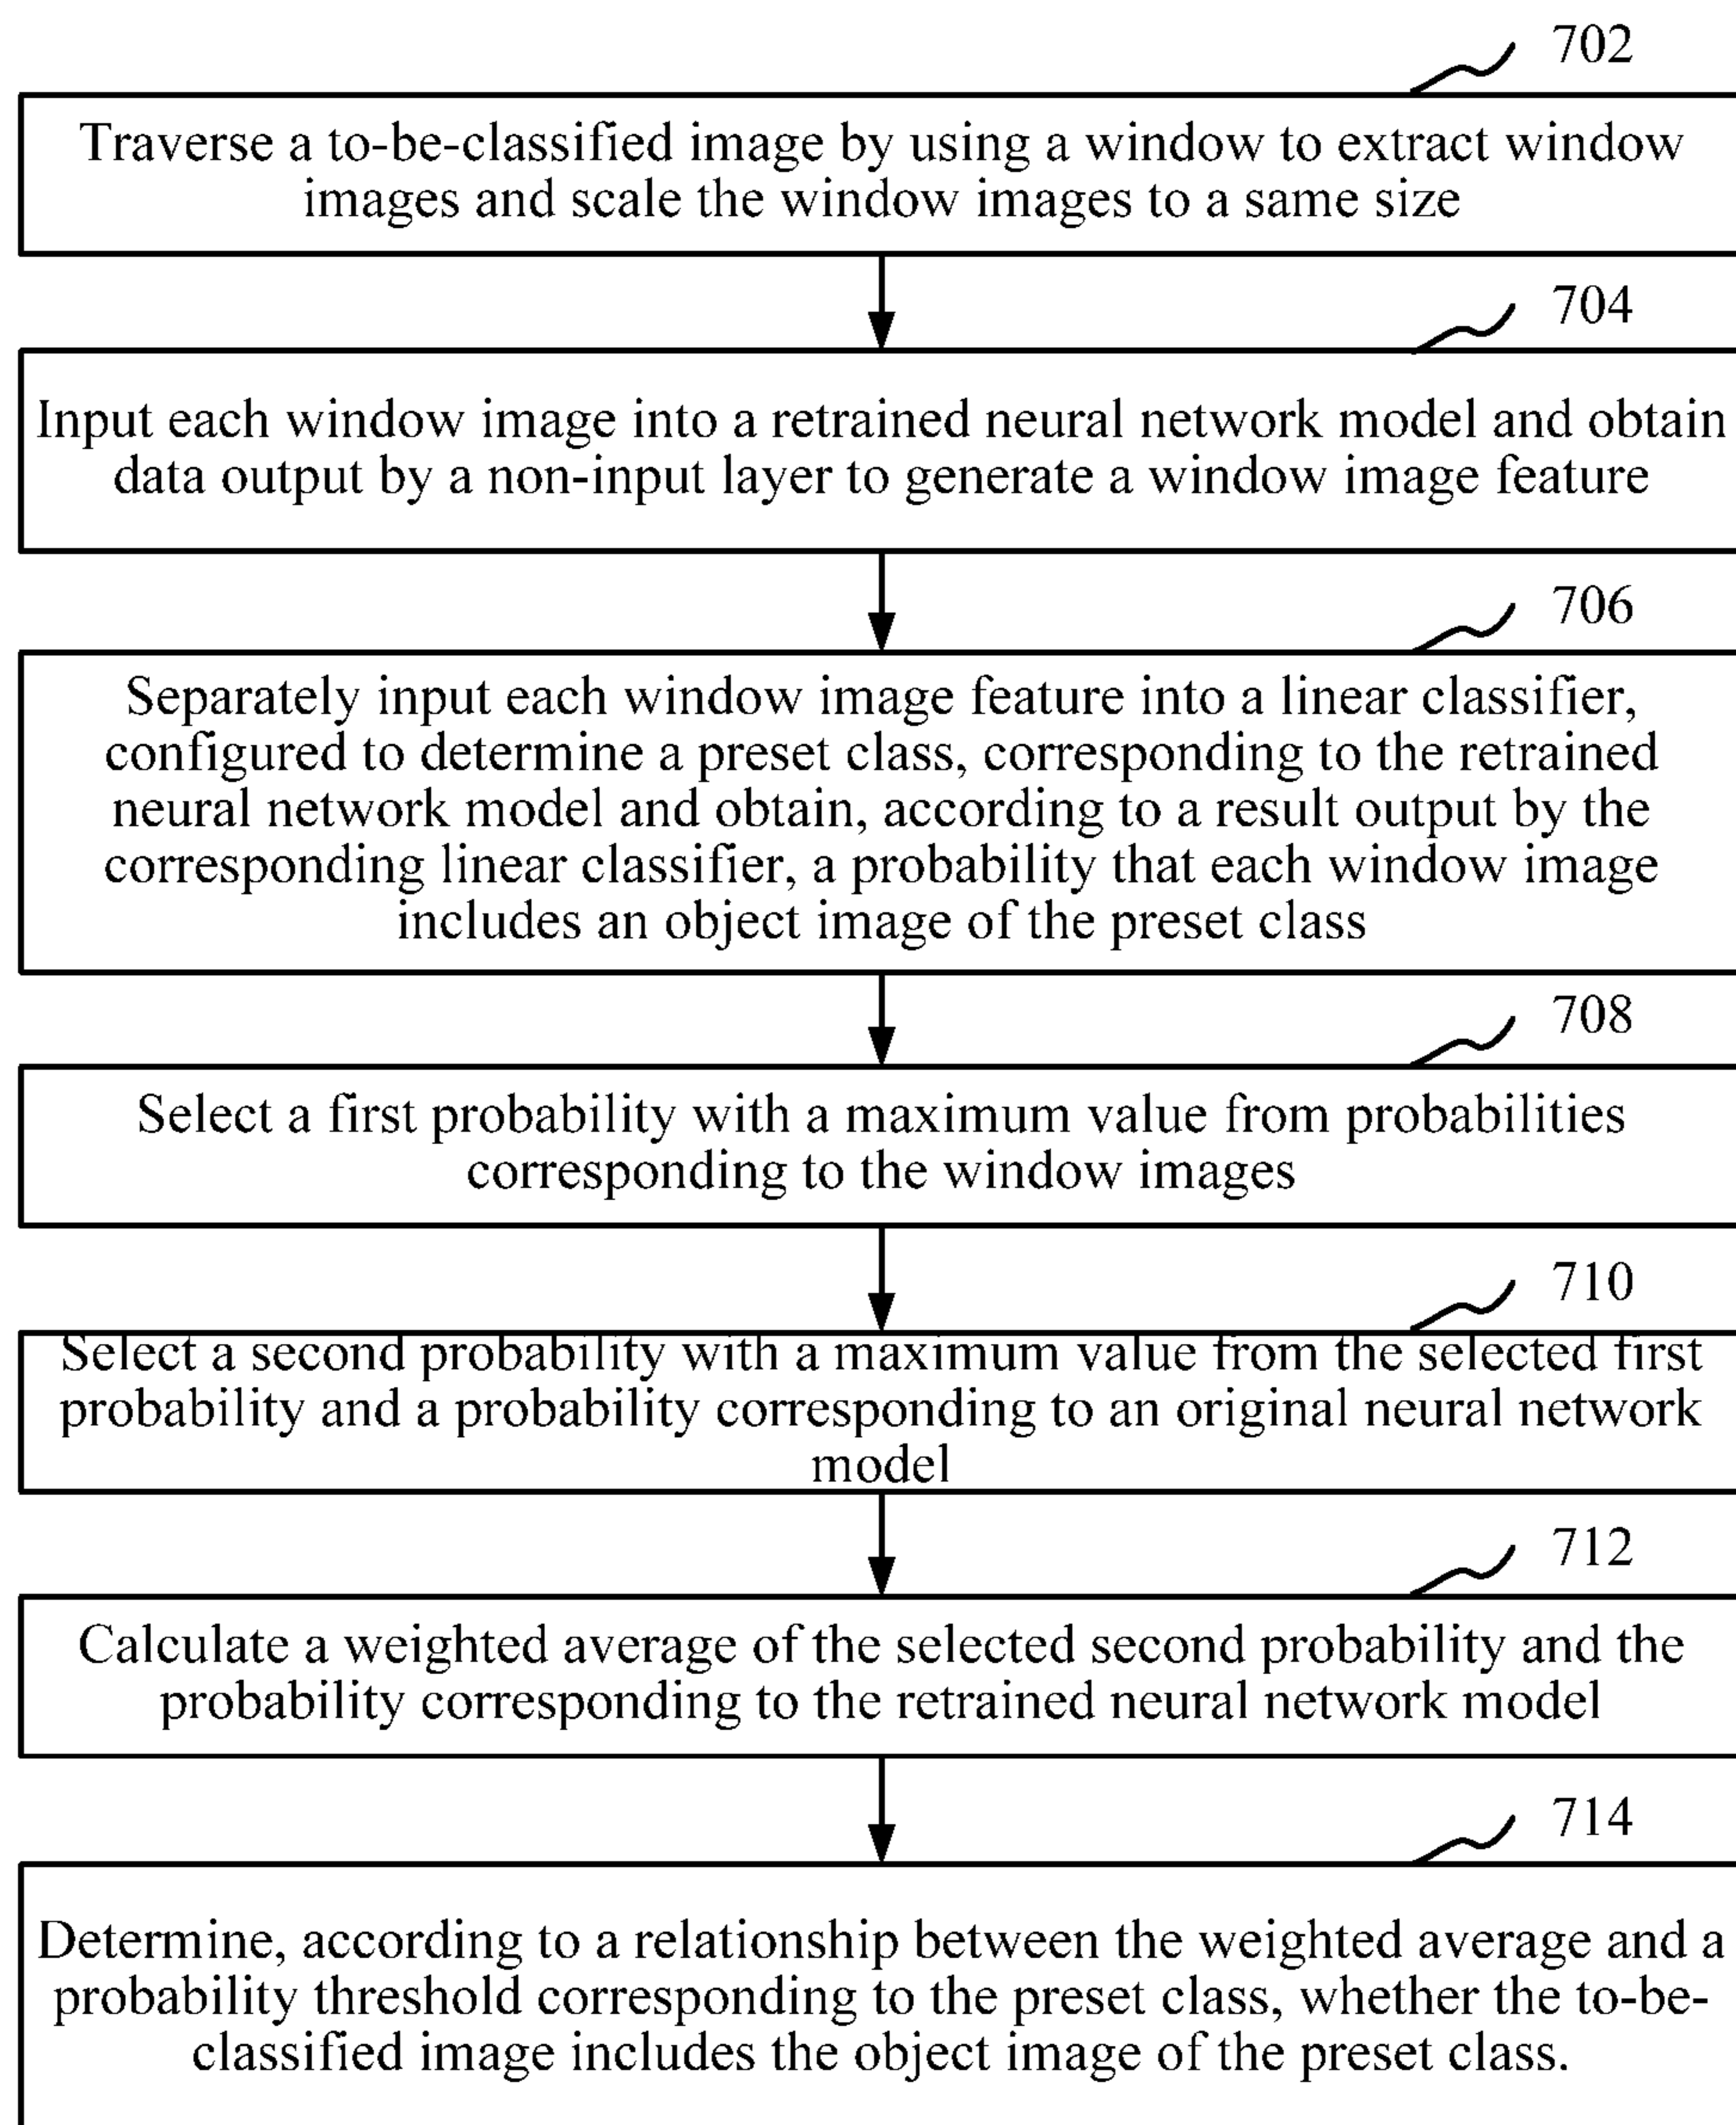 702
Traverse a to-be-classified image by using a window to extract window
images and scale the window images to a same size
704
Input each window image into a retrained neural network model and obtain
data output by a non-input layer to generate a window image feature
706
Separately input each window image feature into a linear classifier,
configured to determine a preset class, corresponding to the retrained
neural network model and obtain, according to a result output by the
corresponding linear classifier, a probability that each window image
includes an object image of the preset class
708
Select a first probability with a maximum value from probabilities
corresponding to the window images
710
Select a second probability with a maximum value from the selected first
probability and a probability corresponding to an original neural network
model
712
Calculate a weighted average of the selected second probability and the
probability corresponding to the retrained neural network model
714
Determine, according to a relationship between the weighted average and a
probability threshold corresponding to the preset class, whether the to-be-
classified image includes the object image of the preset class.